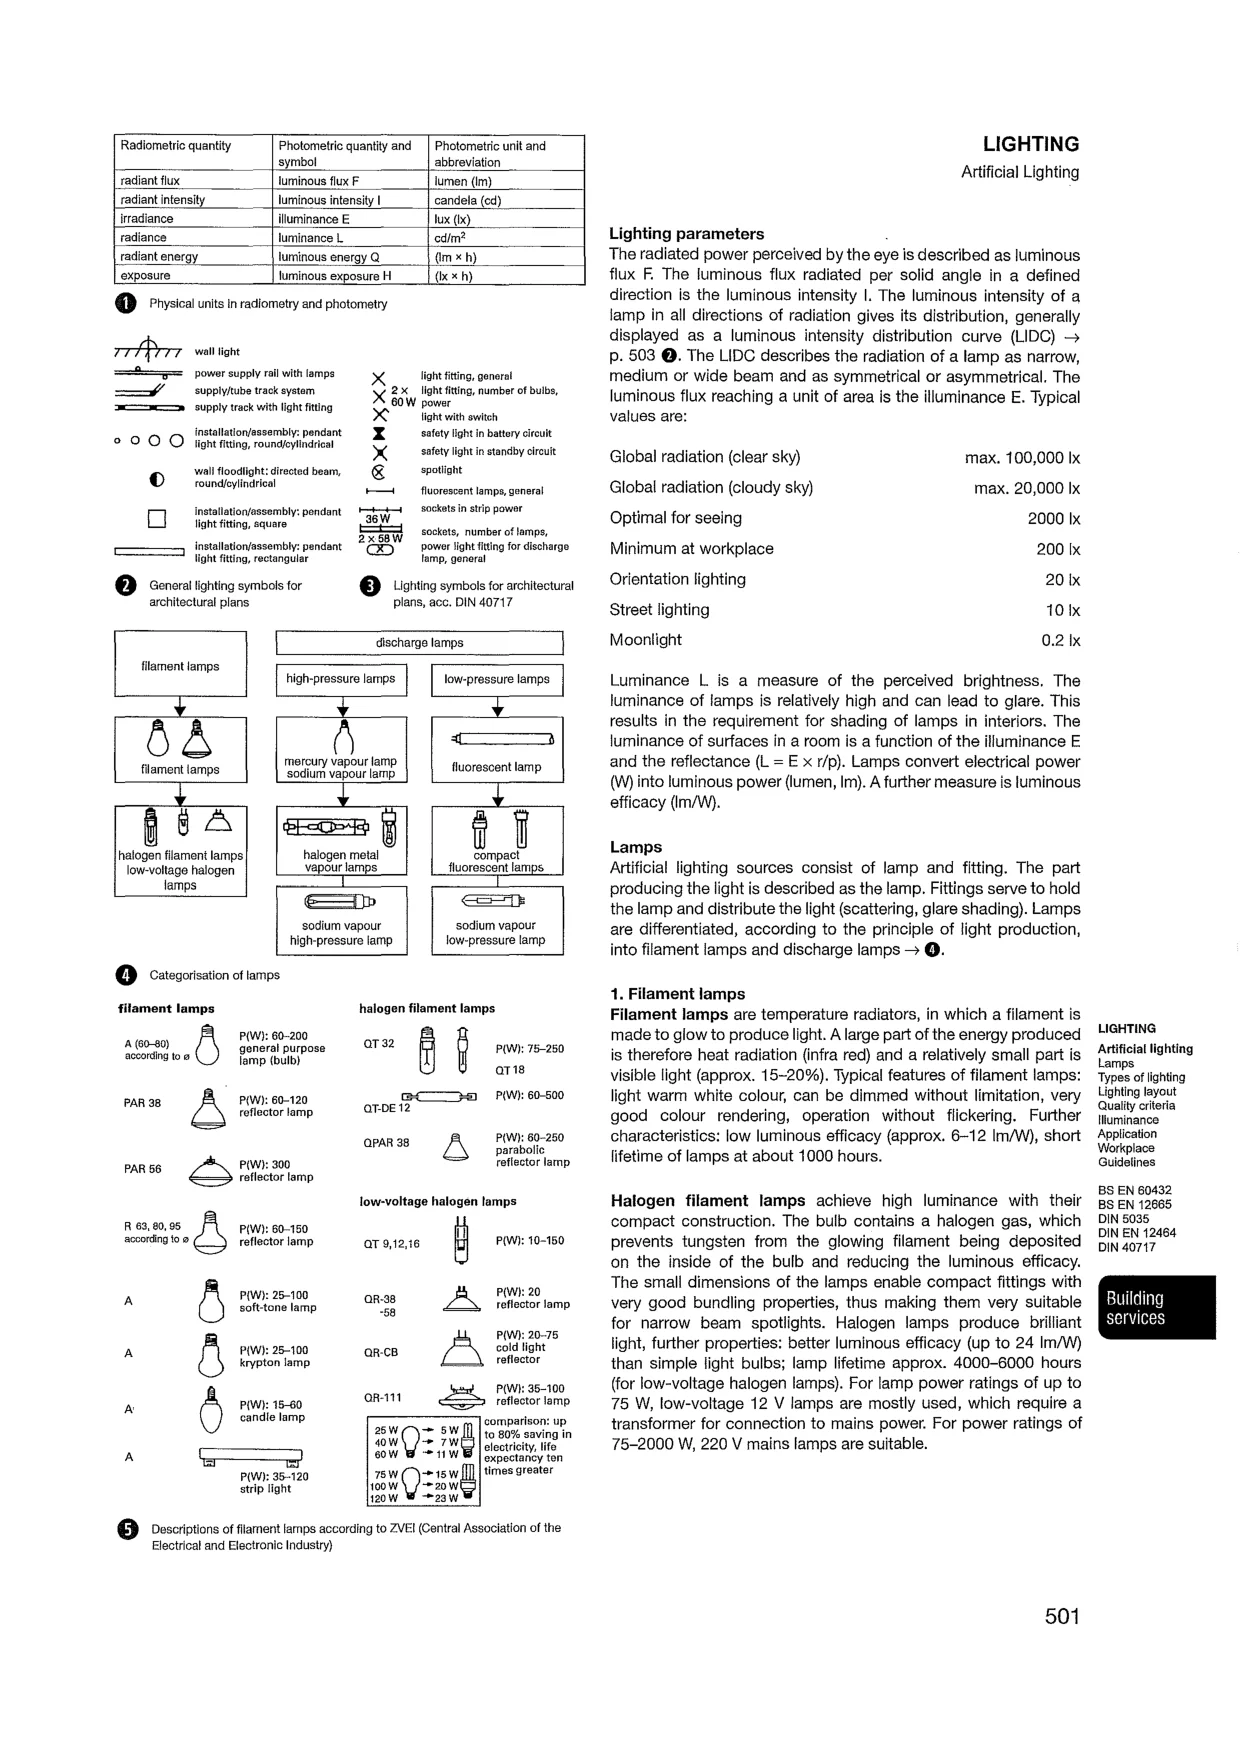 LIGHTING
Artificial Lighting
Radiometric quantity
Photometric quantity and symbol
Photometric unit and abbreviation
radiant flux
luminous flux F
lumen (lm)
radiant intensity
luminous intensity I
candela (cd)
irradiance
illuminance E
lux (lx)
radiance
luminance L
cd/m²
radiant energy
luminous energy Q
(lm × h)
exposure
luminous exposure H
(lx × h)
1 Physical units in radiometry and photometry
wall light
power supply rail with lamps
supply/tube track system
supply track with light fitting
installation/assembly: pendant
light fitting, round/cylindrical
wall floodlight: directed beam,
round/cylindrical
installation/assembly: pendant
light fitting, square
installation/assembly: pendant
light fitting, rectangular
2 General lighting symbols for
architectural plans
light fitting, general
2 × 60 W
light fitting, number of bulbs,
power
light with switch
safety light in battery circuit
safety light in standby circuit
spotlight
fluorescent lamps, general
sockets in strip power
36 W
sockets, number of lamps,
2 x 58 W
power light fitting for discharge
lamp, general
3 Lighting symbols for architectural
plans, acc. DIN 40717
filament lamps
discharge lamps
high-pressure lamps
low-pressure lamps
filament lamps
mercury vapour lamp
sodium vapour lamp
fluorescent lamp
halogen filament lamps
low-voltage halogen
lamps
halogen metal
vapour lamps
compact
fluorescent lamps
sodium vapour
high-pressure lamp
sodium vapour
low-pressure lamp
4 Categorisation of lamps
filament lamps
A (60–80)
according to ø
P(W): 60–200
general purpose
lamp (bulb)
PAR 38
P(W): 60–120
reflector lamp
PAR 56
P(W): 300
reflector lamp
R 63, 80, 95
according to ø
P(W): 60–150
reflector lamp
A
P(W): 25–100
soft-tone lamp
A
P(W): 25–100
krypton lamp
A
P(W): 15–60
candle lamp
A
P(W): 35–120
strip light
halogen filament lamps
QT 32
P(W): 75–250
QT 18
QT-DE 12
P(W): 60–500
QPAR 38
P(W): 60–250
parabolic
reflector lamp
low-voltage halogen lamps
QT 9,12,16
P(W): 10–150
QR-38
-58
P(W): 20
reflector lamp
QR-CB
P(W): 20–75
cold light
reflector
QR-111
P(W): 35–100
reflector lamp
25 W 5 W
40 W 7 W
60 W 11 W
75 W 15 W
100 W 20 W
120 W 23 W
comparison: up
to 80% saving in
electricity, life
expectancy ten
times greater
5 Descriptions of filament lamps according to ZVEI (Central Association of the
Electrical and Electronic Industry)
Lighting parameters
The radiated power perceived by the eye is described as luminous
flux F. The luminous flux radiated per solid angle in a defined
direction is the luminous intensity I. The luminous intensity of a
lamp in all directions of radiation gives its distribution, generally
displayed as a luminous intensity distribution curve (LIDC) →
p. 503 2. The LIDC describes the radiation of a lamp as narrow,
medium or wide beam and as symmetrical or asymmetrical. The
luminous flux reaching a unit of area is the illuminance E. Typical
values are:
Global radiation (clear sky) max. 100,000 lx
Global radiation (cloudy sky) max. 20,000 lx
Optimal for seeing 2000 lx
Minimum at workplace 200 lx
Orientation lighting 20 lx
Street lighting 10 lx
Moonlight 0.2 lx
Luminance L is a measure of the perceived brightness. The
luminance of lamps is relatively high and can lead to glare. This
results in the requirement for shading of lamps in interiors. The
luminance of surfaces in a room is a function of the illuminance E
and the reflectance (L = E × r/p). Lamps convert electrical power
(W) into luminous power (lumen, lm). A further measure is luminous
efficacy (lm/W).
Lamps
Artificial lighting sources consist of lamp and fitting. The part
producing the light is described as the lamp. Fittings serve to hold
the lamp and distribute the light (scattering, glare shading). Lamps
are differentiated, according to the principle of light production,
into filament lamps and discharge lamps → 4.
1. Filament lamps
Filament lamps are temperature radiators, in which a filament is
made to glow to produce light. A large part of the energy produced
is therefore heat radiation (infra red) and a relatively small part is
visible light (approx. 15–20%). Typical features of filament lamps:
light warm white colour, can be dimmed without limitation, very
good colour rendering, operation without flickering. Further
characteristics: low luminous efficacy (approx. 6–12 lm/W), short
lifetime of lamps at about 1000 hours.
Halogen filament lamps achieve high luminance with their
compact construction. The bulb contains a halogen gas, which
prevents tungsten from the glowing filament being deposited
on the inside of the bulb and reducing the luminous efficacy.
The small dimensions of the lamps enable compact fittings with
very good bundling properties, thus making them very suitable
for narrow beam spotlights. Halogen lamps produce brilliant
light, further properties: better luminous efficacy (up to 24 lm/W)
than simple light bulbs; lamp lifetime approx. 4000–6000 hours
(for low-voltage halogen lamps). For lamp power ratings of up to
75 W, low-voltage 12 V lamps are mostly used, which require a
transformer for connection to mains power. For power ratings of
75–2000 W, 220 V mains lamps are suitable.
LIGHTING
Artificial lighting
Lamps
Types of lighting
Lighting layout
Quality criteria
Illuminance
Application
Workplace
Guidelines
BS EN 60432
BS EN 12665
DIN 5035
DIN EN 12464
DIN 40717
Building
services
501